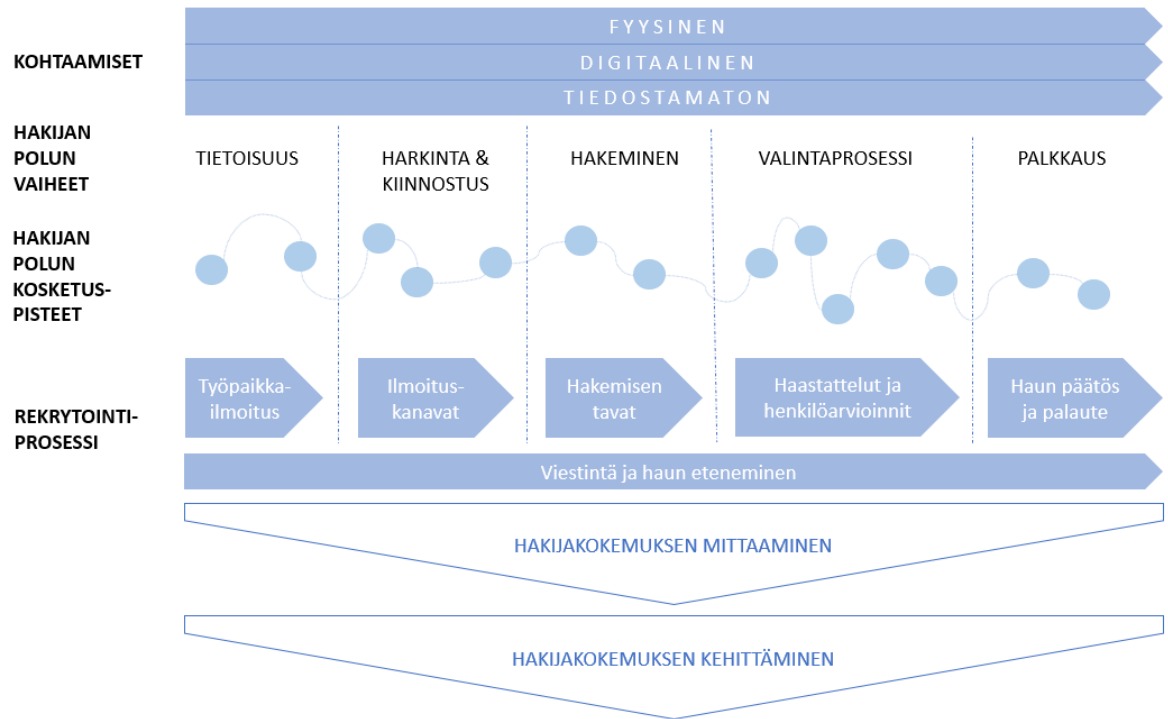 FYYSINEN
DIGITAALINEN
TIEDOSTAMATON
KOHTAAMISET
HAKIJAN
POLUN
VAIHEET
TIETOISUUS
HARKINTA &
KIINNOSTUS
HAKEMINEN
VALINTAPROSESSI
PALKKAUS
HAKIJAN
POLUN
KOSKETUS-
PISTEET
REKRYTOINTI-
PROSESSI
Työpaikka-
ilmoitus
Ilmoitus-
kanavat
Hakemisen
tavat
Haastattelut ja
henkilöarvioinnit
Haun päätös
ja palaute
Viestintä ja haun eteneminen
HAKIJAKOKEMUKSEN MITTAAMINEN
HAKIJAKOKEMUKSEN KEHITTÄMINEN